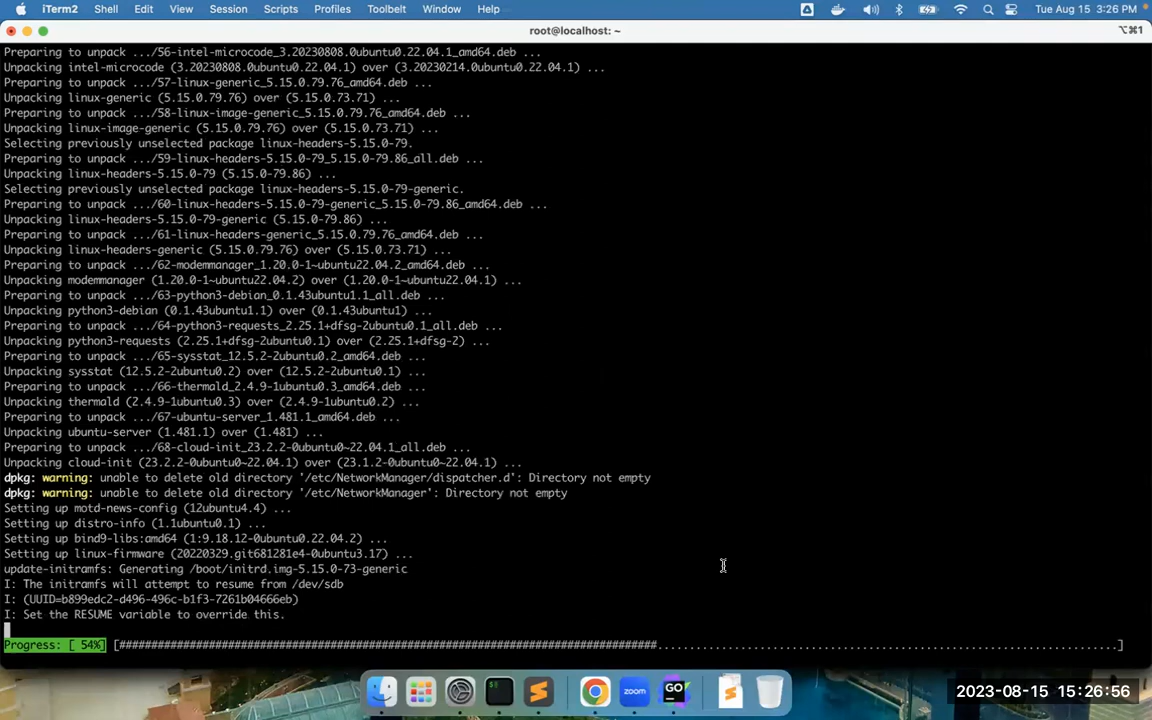 iTerm2 Shell Edit View Session Scripts Profiles Toolbelt Window Help Tue Aug 15 3:26 PM
root@localhost: ~ ⌥⌘1
Preparing to unpack .../56-intel-microcode_3.20230808.0ubuntu0.22.04.1_amd64.deb ...
Unpacking intel-microcode (3.20230808.0ubuntu0.22.04.1) over (3.20230214.0ubuntu0.22.04.1) ...
Preparing to unpack .../57-linux-generic_5.15.0.79.76_amd64.deb ...
Unpacking linux-generic (5.15.0.79.76) over (5.15.0.73.71) ...
Preparing to unpack .../58-linux-image-generic_5.15.0.79.76_amd64.deb ...
Unpacking linux-image-generic (5.15.0.79.76) over (5.15.0.73.71) ...
Selecting previously unselected package linux-headers-5.15.0-79.
Preparing to unpack .../59-linux-headers-5.15.0-79_5.15.0-79.86_all.deb ...
Unpacking linux-headers-5.15.0-79 (5.15.0-79.86) ...
Selecting previously unselected package linux-headers-5.15.0-79-generic.
Preparing to unpack .../60-linux-headers-5.15.0-79-generic_5.15.0-79.86_amd64.deb ...
Unpacking linux-headers-5.15.0-79-generic (5.15.0-79.86) ...
Preparing to unpack .../61-linux-headers-generic_5.15.0.79.76_amd64.deb ...
Unpacking linux-headers-generic (5.15.0.79.76) over (5.15.0.73.71) ...
Preparing to unpack .../62-modemmanager_1.20.0-1~ubuntu22.04.2_amd64.deb ...
Unpacking modemmanager (1.20.0-1~ubuntu22.04.2) over (1.20.0-1~ubuntu22.04.1) ...
Preparing to unpack .../63-python3-debian_0.1.43ubuntu1.1_all.deb ...
Unpacking python3-debian (0.1.43ubuntu1.1) over (0.1.43ubuntu1) ...
Preparing to unpack .../64-python3-requests_2.25.1+dfsg-2ubuntu0.1_all.deb ...
Unpacking python3-requests (2.25.1+dfsg-2ubuntu0.1) over (2.25.1+dfsg-2) ...
Preparing to unpack .../65-sysstat_12.5.2-2ubuntu0.2_amd64.deb ...
Unpacking sysstat (12.5.2-2ubuntu0.2) over (12.5.2-2ubuntu0.1) ...
Preparing to unpack .../66-thermald_2.4.9-1ubuntu0.3_amd64.deb ...
Unpacking thermald (2.4.9-1ubuntu0.3) over (2.4.9-1ubuntu0.2) ...
Preparing to unpack .../67-ubuntu-server_1.481.1_amd64.deb ...
Unpacking ubuntu-server (1.481.1) over (1.481) ...
Preparing to unpack .../68-cloud-init_23.2.2-0ubuntu0~22.04.1_all.deb ...
Unpacking cloud-init (23.2.2-0ubuntu0~22.04.1) over (23.1.2-0ubuntu0~22.04.1) ...
dpkg: warning: unable to delete old directory '/etc/NetworkManager/dispatcher.d': Directory not empty
dpkg: warning: unable to delete old directory '/etc/NetworkManager': Directory not empty
Setting up motd-news-config (12ubuntu4.4) ...
Setting up distro-info (1.1ubuntu0.1) ...
Setting up bind9-libs:amd64 (1:9.18.12-0ubuntu0.22.04.2) ...
Setting up linux-firmware (20220329.git681281e4-0ubuntu3.17) ...
update-initramfs: Generating /boot/initrd.img-5.15.0-73-generic
I: The initramfs will attempt to resume from /dev/sdb
I: (UUID=b899edc2-d496-496c-b1f3-7261b04666eb)
I: Set the RESUME variable to override this.
Progress: [ 54%] [######################################################################################..........................................................................]
zoom GO
2023-08-15 15:26:56